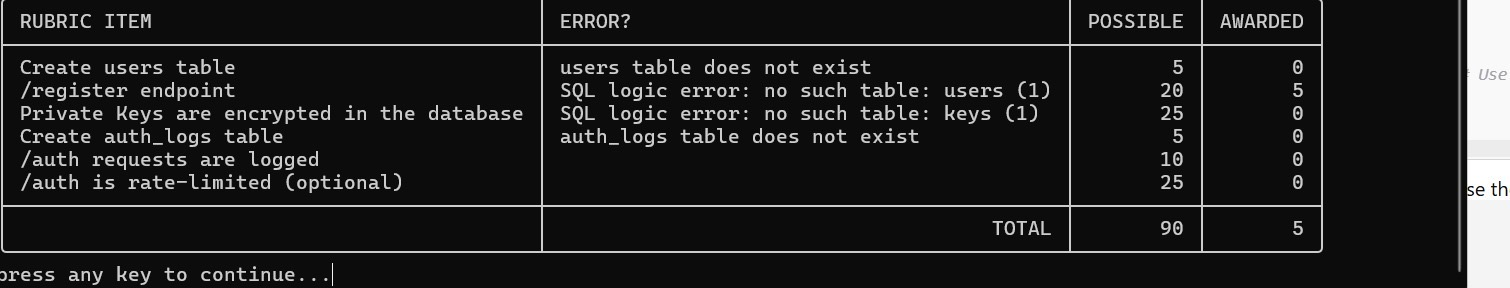 RUBRIC ITEM ERROR? POSSIBLE AWARDED
Create users table users table does not exist 5 0
/register endpoint SQL logic error: no such table: users (1) 20 5
Private Keys are encrypted in the database SQL logic error: no such table: keys (1) 25 0
Create auth_logs table auth_logs table does not exist 5 0
/auth requests are logged 10 0
/auth is rate-limited (optional) 25 0
TOTAL 90 5
press any key to continue...
Use
se th